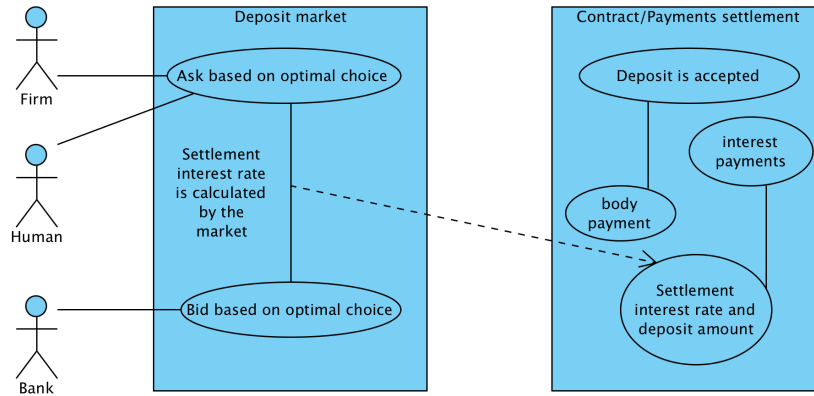 Deposit market
Contract/Payments settlement
Firm
Human
Bank
Ask based on optimal choice
Settlement
interest rate
is calculated
by the
market
Bid based on optimal choice
Deposit is accepted
interest
payments
body
payment
Settlement
interest rate and
deposit amount